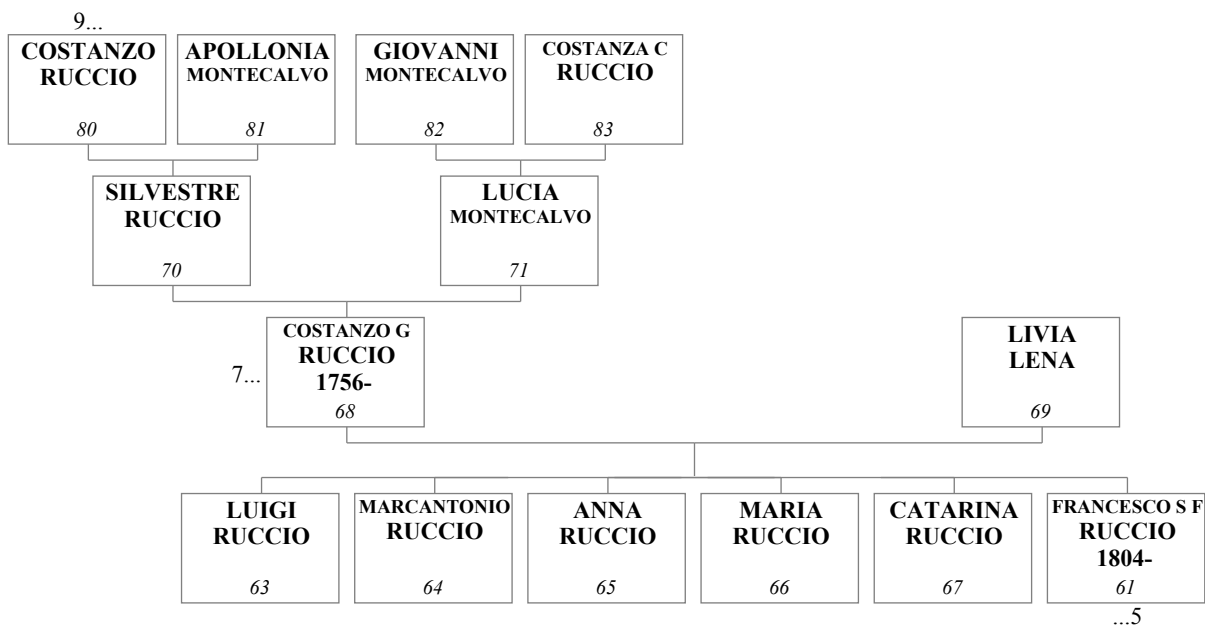 9...
COSTANZO
RUCCIO
80
APOLLONIA
MONTECALVO
81
GIOVANNI
MONTECALVO
82
COSTANZA C
RUCCIO
83
SILVESTRE
RUCCIO
70
LUCIA
MONTECALVO
71
7...
COSTANZO G
RUCCIO
1756-
68
LIVIA
LENA
69
LUIGI
RUCCIO
63
MARCANTONIO
RUCCIO
64
ANNA
RUCCIO
65
MARIA
RUCCIO
66
CATARINA
RUCCIO
67
FRANCESCO S F
RUCCIO
1804-
61
...5